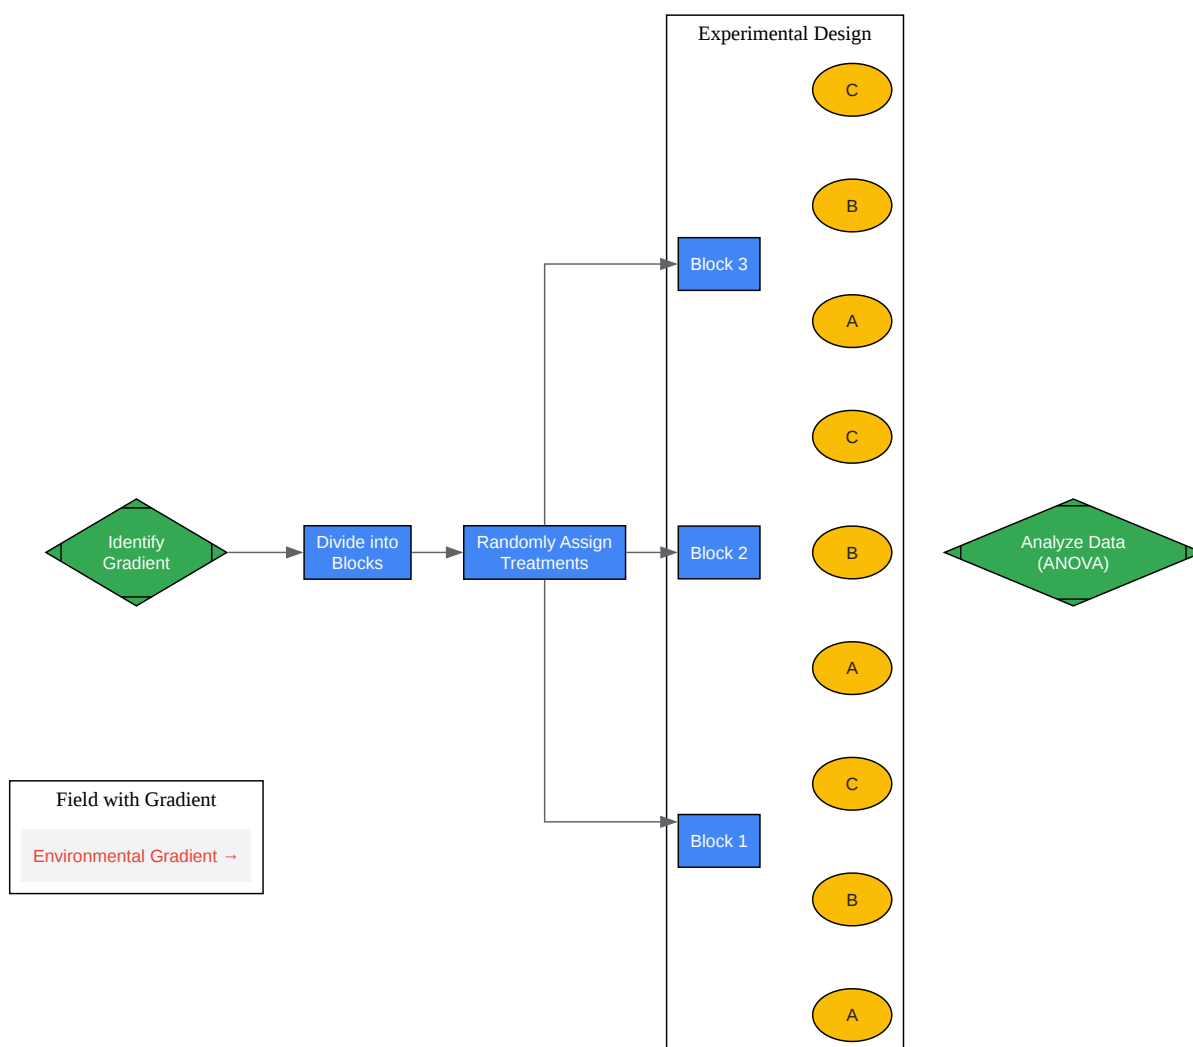 Experimental Design
C
B
Block 3
A
C
Identify
Gradient
Divide into
Blocks
Randomly Assign
Treatments
Block 2
B
Analyze Data
(ANOVA)
A
Field with Gradient
Environmental Gradient →
C
Block 1
B
A